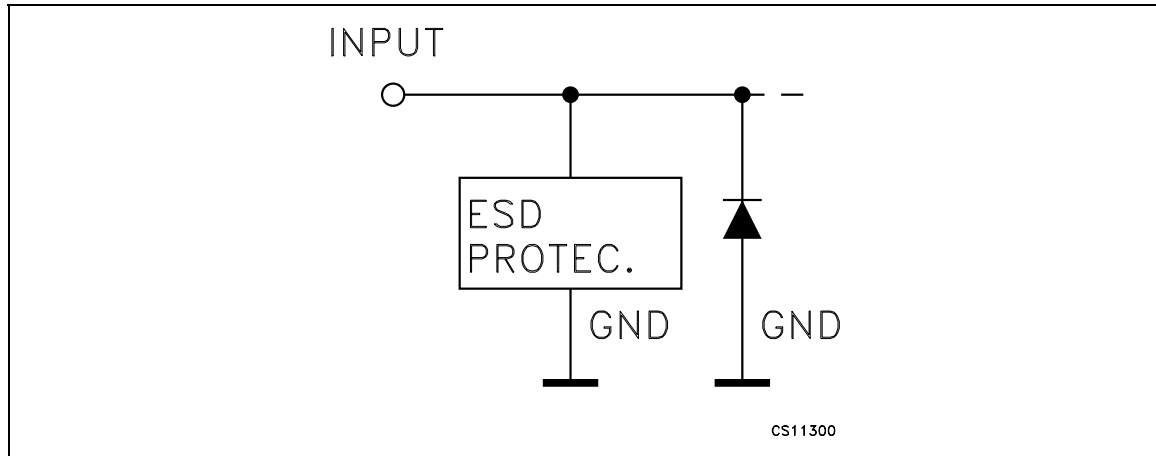 INPUT
ESD
PROTEC.
GND
GND
CS11300